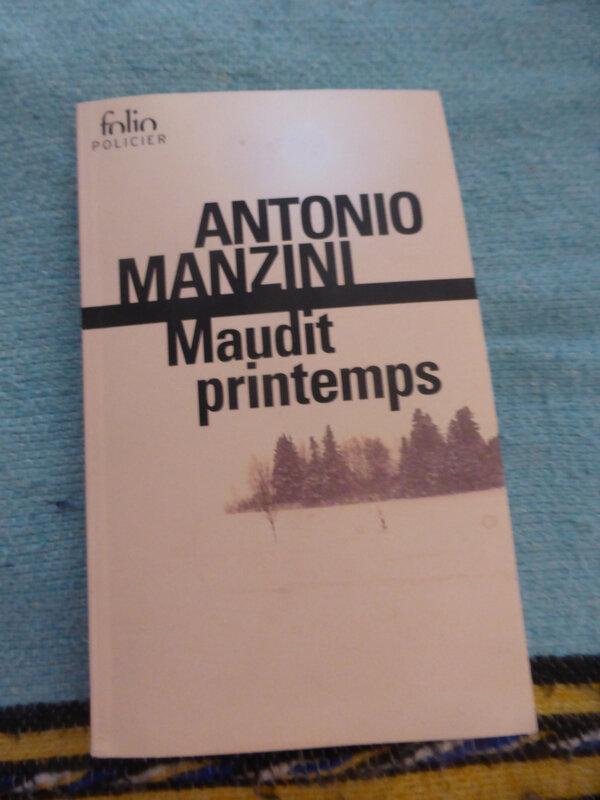 folio
POLICIER
ANTONIO
MANZINI
Maudit
printemps